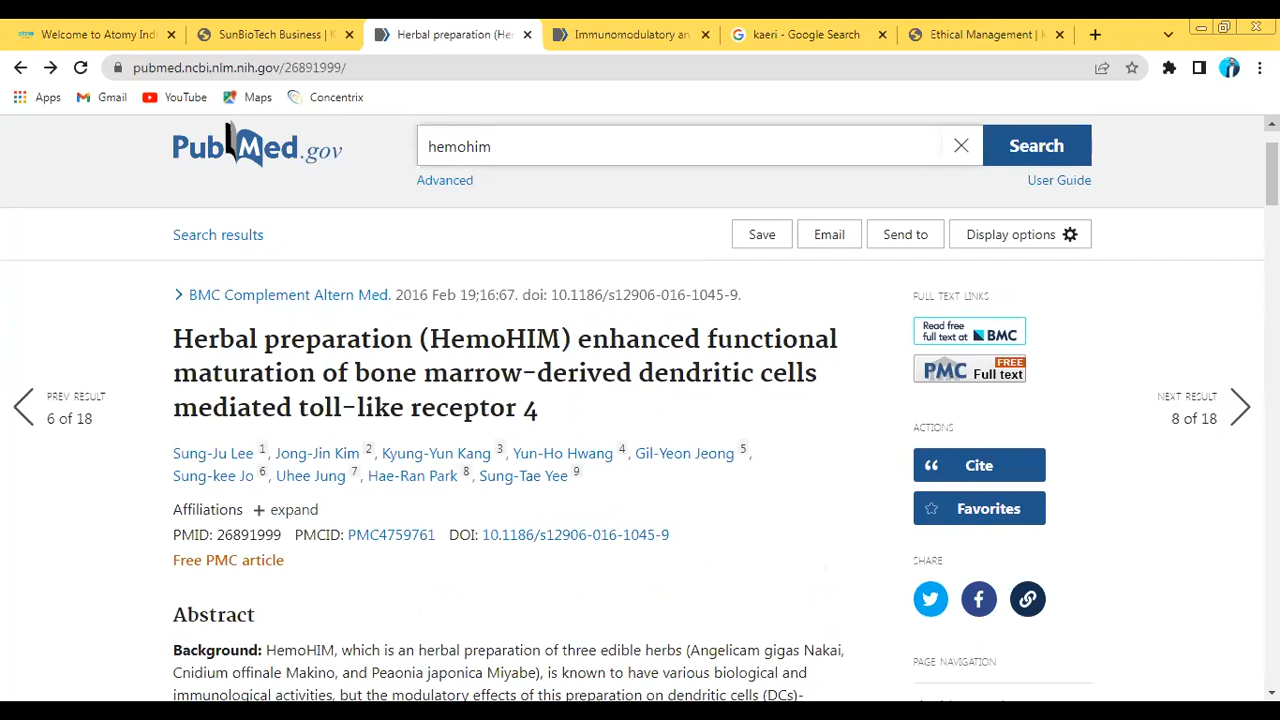 Welcome to Atomy Indi
SunBioTech Business | K
Herbal preparation (He
Immunomodulatory an
kaeri - Google Search
Ethical Management | K
pubmed.ncbi.nlm.nih.gov/26891999/
Apps
Gmail
YouTube
Maps
Concentrix
PubMed.gov
hemohim
Search
Advanced
User Guide
Search results
Save
Email
Send to
Display options
BMC Complement Altern Med. 2016 Feb 19;16:67. doi: 10.1186/s12906-016-1045-9.
Herbal preparation (HemoHIM) enhanced functional
maturation of bone marrow-derived dendritic cells
mediated toll-like receptor 4
Sung-Ju Lee 1, Jong-Jin Kim 2, Kyung-Yun Kang 3, Yun-Ho Hwang 4, Gil-Yeon Jeong 5,
Sung-kee Jo 6, Uhee Jung 7, Hae-Ran Park 8, Sung-Tae Yee 9
Affiliations + expand
PMID: 26891999 PMCID: PMC4759761 DOI: 10.1186/s12906-016-1045-9
Free PMC article
Abstract
Background: HemoHIM, which is an herbal preparation of three edible herbs (Angelicam gigas Nakai,
Cnidium offinale Makino, and Peaonia japonica Miyabe), is known to have various biological and
immunological activities, but the modulatory effects of this preparation on dendritic cells (DCs)-
PREV RESULT
6 of 18
NEXT RESULT
8 of 18
FULL TEXT LINKS
Read free
full text at BMC
PMC FREE
Full text
ACTIONS
Cite
Favorites
SHARE
PAGE NAVIGATION